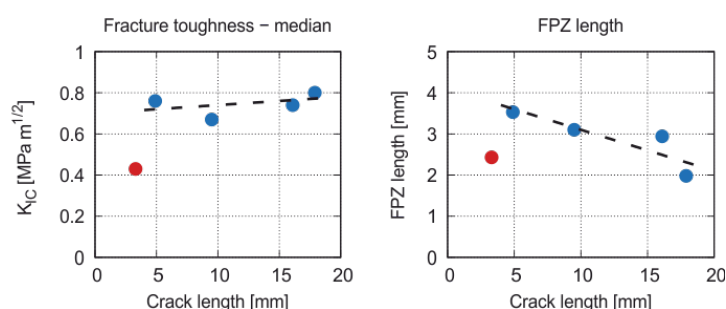 Fracture toughness − median
1
0.8
0.6
0.4
0.2
0
K_IC [MPa m^1/2]
0 5 10 15 20
Crack length [mm]
FPZ length
5
4
3
2
1
0
FPZ length [mm]
0 5 10 15 20
Crack length [mm]